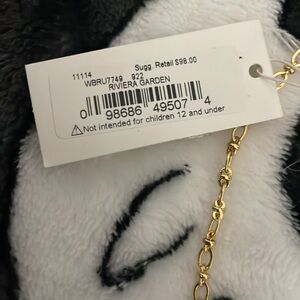 11114 Sugg. Retail $98.00
WBRU7749 922
RIVIERA GARDEN
0 98686 49507 4
⚠Not intended for children 12 and under